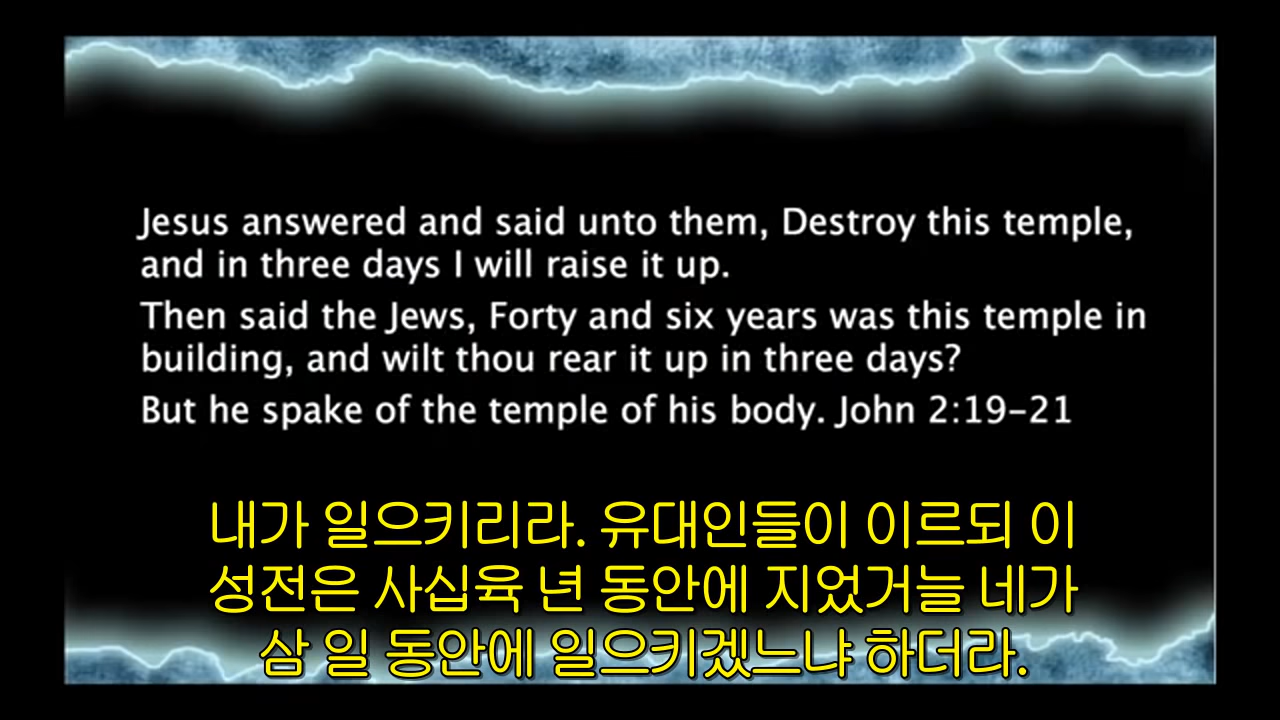 Jesus answered and said unto them, Destroy this temple,
and in three days I will raise it up.
Then said the Jews, Forty and six years was this temple in
building, and wilt thou rear it up in three days?
But he spake of the temple of his body. John 2:19-21
내가 일으키리라. 유대인들이 이르되 이
성전은 사십육 년 동안에 지었거늘 네가
삼 일 동안에 일으키겠느냐 하더라.